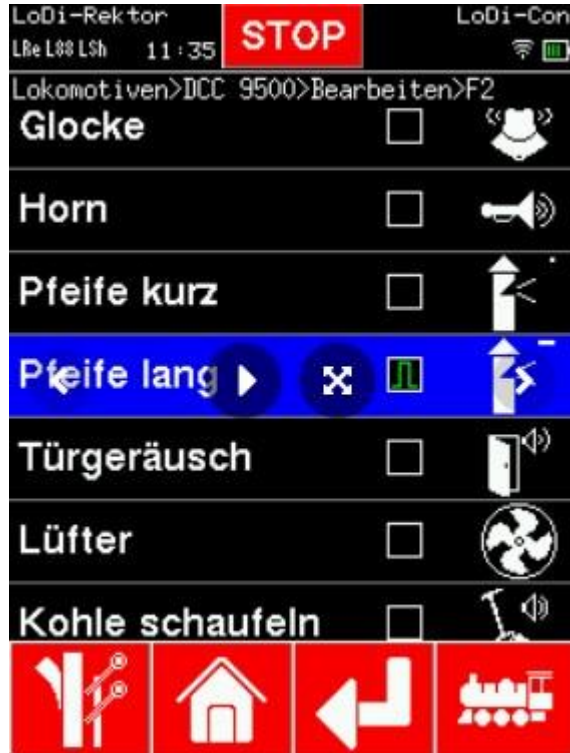 LoDi-Rektor
LRe L88 LSh 11:35
STOP
LoDi-Con
Lokomotiven>DCC 9500>Bearbeiten>F2
Glocke
Horn
Pfeife kurz
Pfeife lang
Türgeräusch
Lüfter
Kohle schaufeln